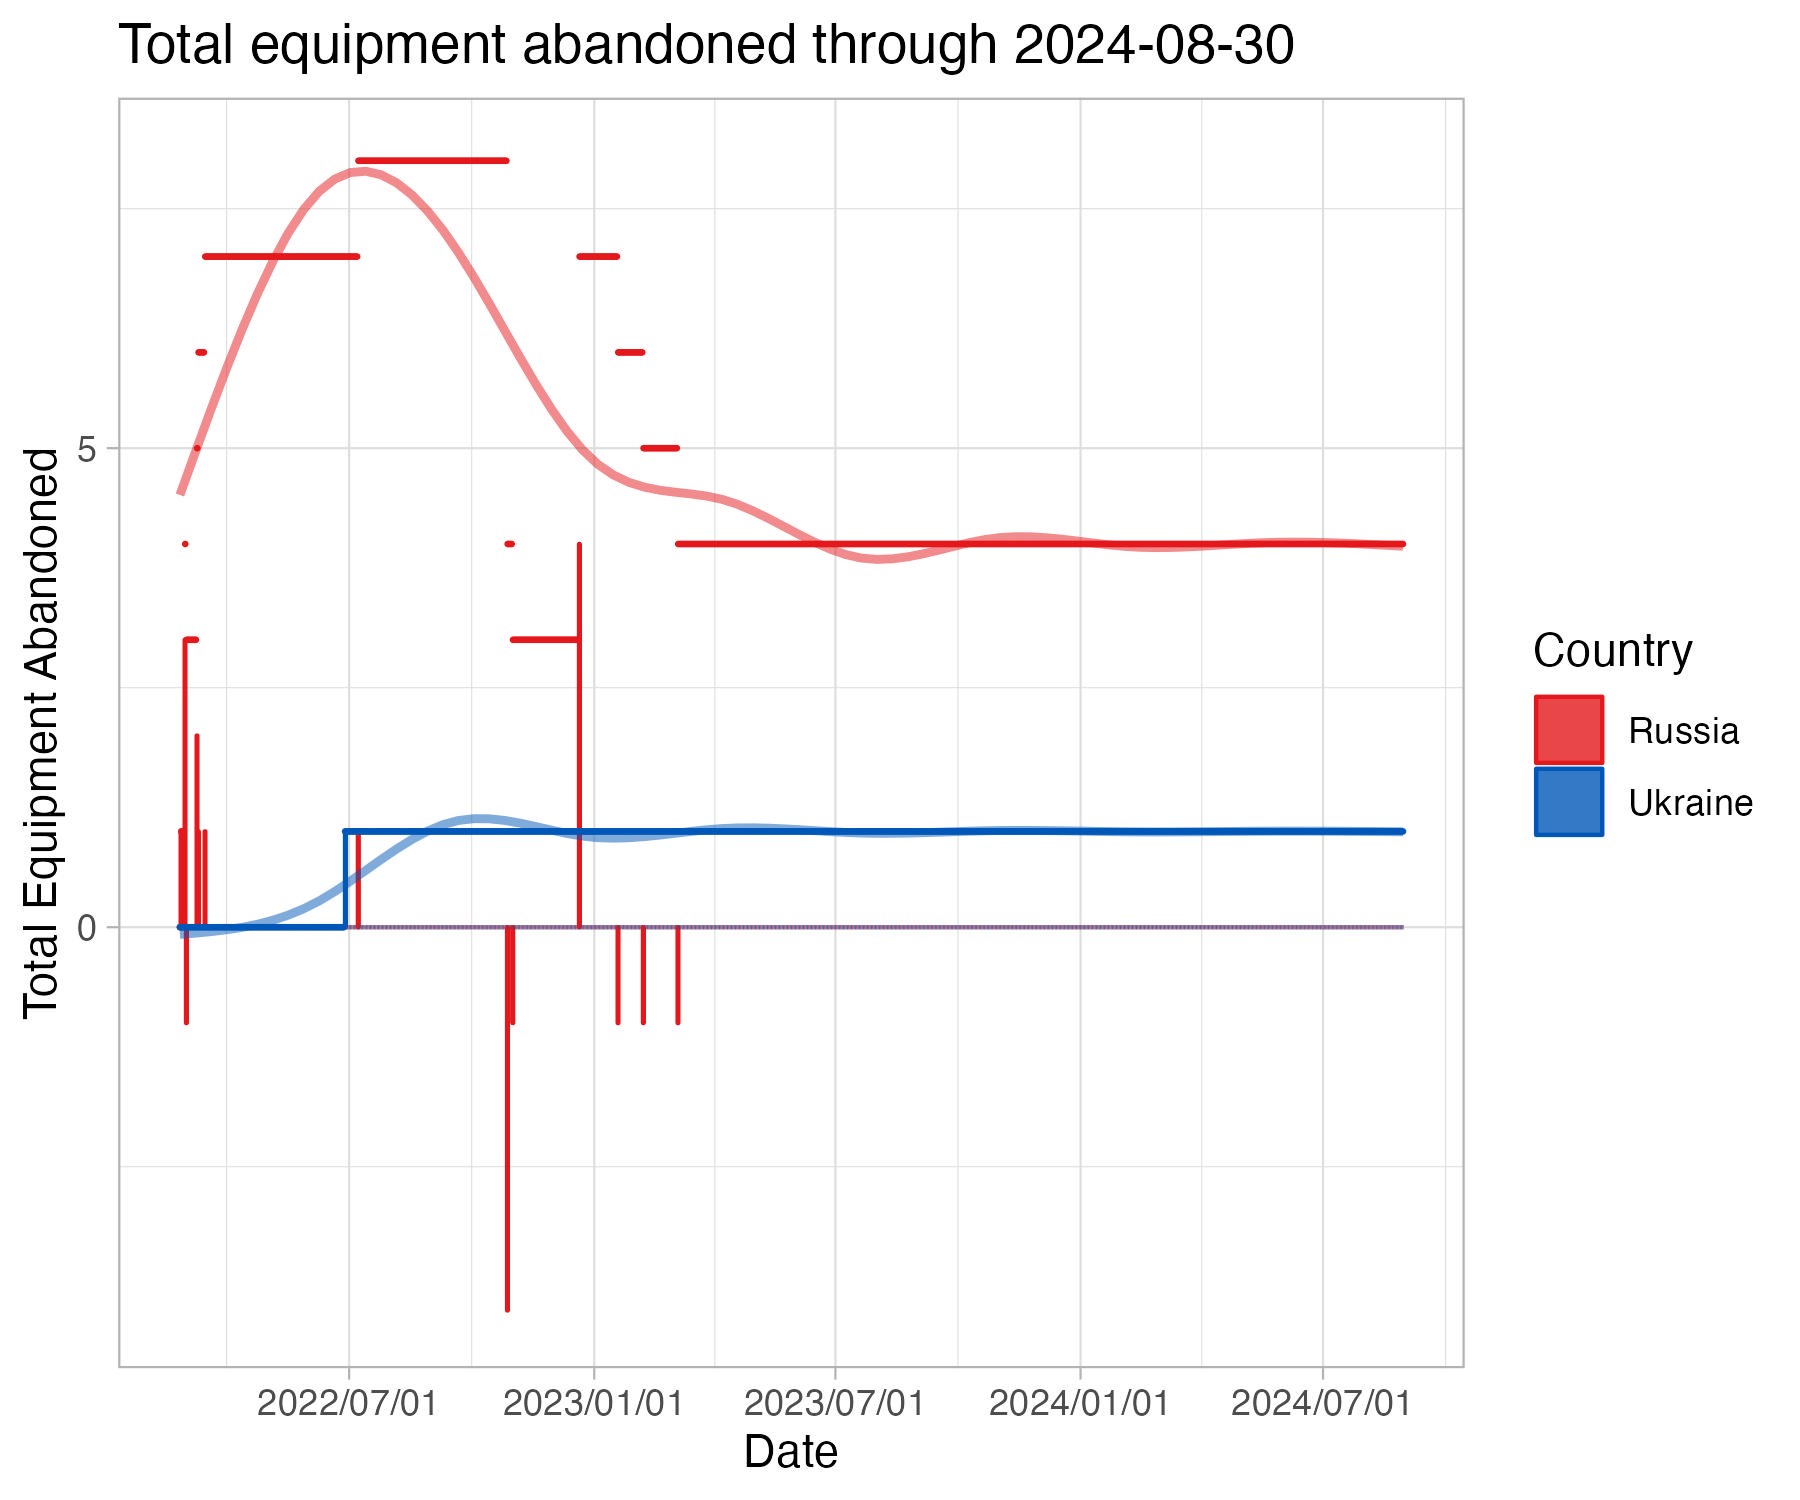 Total equipment abandoned through 2024-08-30
Total Equipment Abandoned
5
0
2022/07/01
2023/01/01
2023/07/01
2024/01/01
2024/07/01
Date
Country
Russia
Ukraine